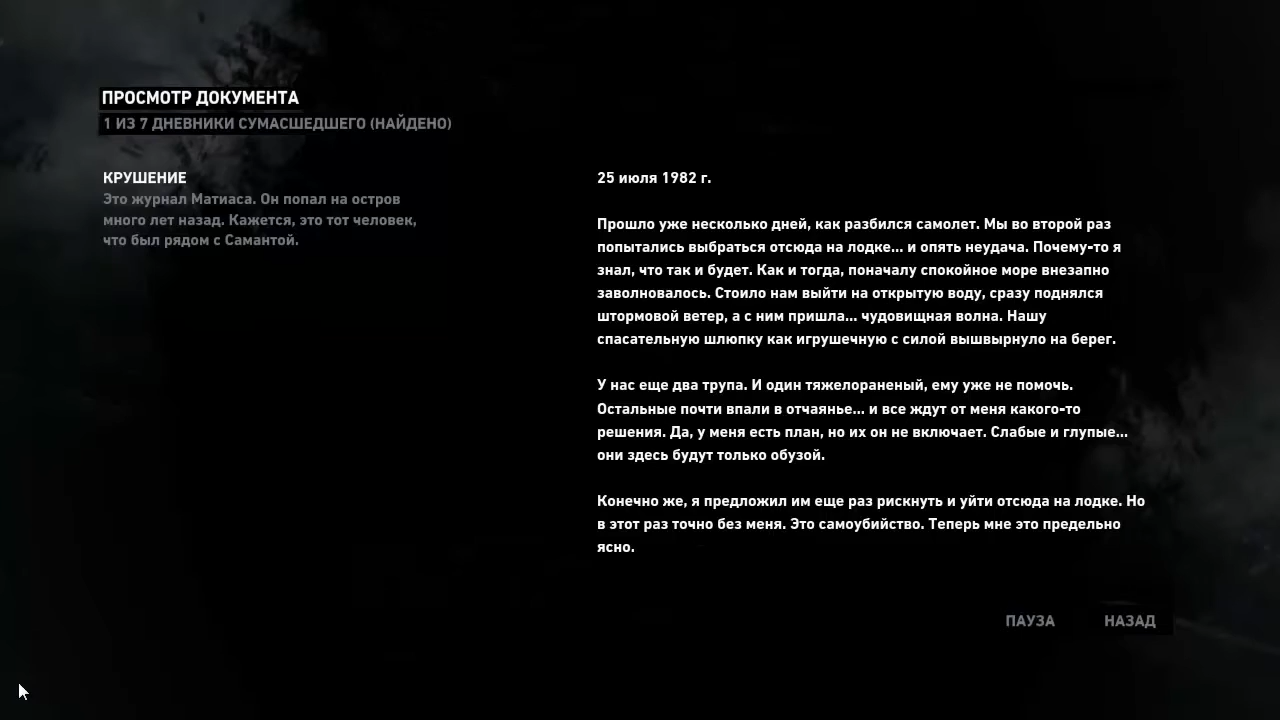 ПРОСМОТР ДОКУМЕНТА
1 ИЗ 7 ДНЕВНИКИ СУМАСШЕДШЕГО (НАЙДЕНО)
КРУШЕНИЕ
Это журнал Матиаса. Он попал на остров
много лет назад. Кажется, это тот человек,
что был рядом с Самантой.
25 июля 1982 г.
Прошло уже несколько дней, как разбился самолет. Мы во второй раз
попытались выбраться отсюда на лодке... и опять неудача. Почему-то я
знал, что так и будет. Как и тогда, поначалу спокойное море внезапно
заволновалось. Стоило нам выйти на открытую воду, сразу поднялся
штормовой ветер, а с ним пришла... чудовищная волна. Нашу
спасательную шлюпку как игрушечную с силой вышвырнуло на берег.
У нас еще два трупа. И один тяжелораненый, ему уже не помочь.
Остальные почти впали в отчаянье... и все ждут от меня какого-то
решения. Да, у меня есть план, но их он не включает. Слабые и глупые...
они здесь будут только обузой.
Конечно же, я предложил им еще раз рискнуть и уйти отсюда на лодке. Но
в этот раз точно без меня. Это самоубийство. Теперь мне это предельно
ясно.
ПАУЗА
НАЗАД